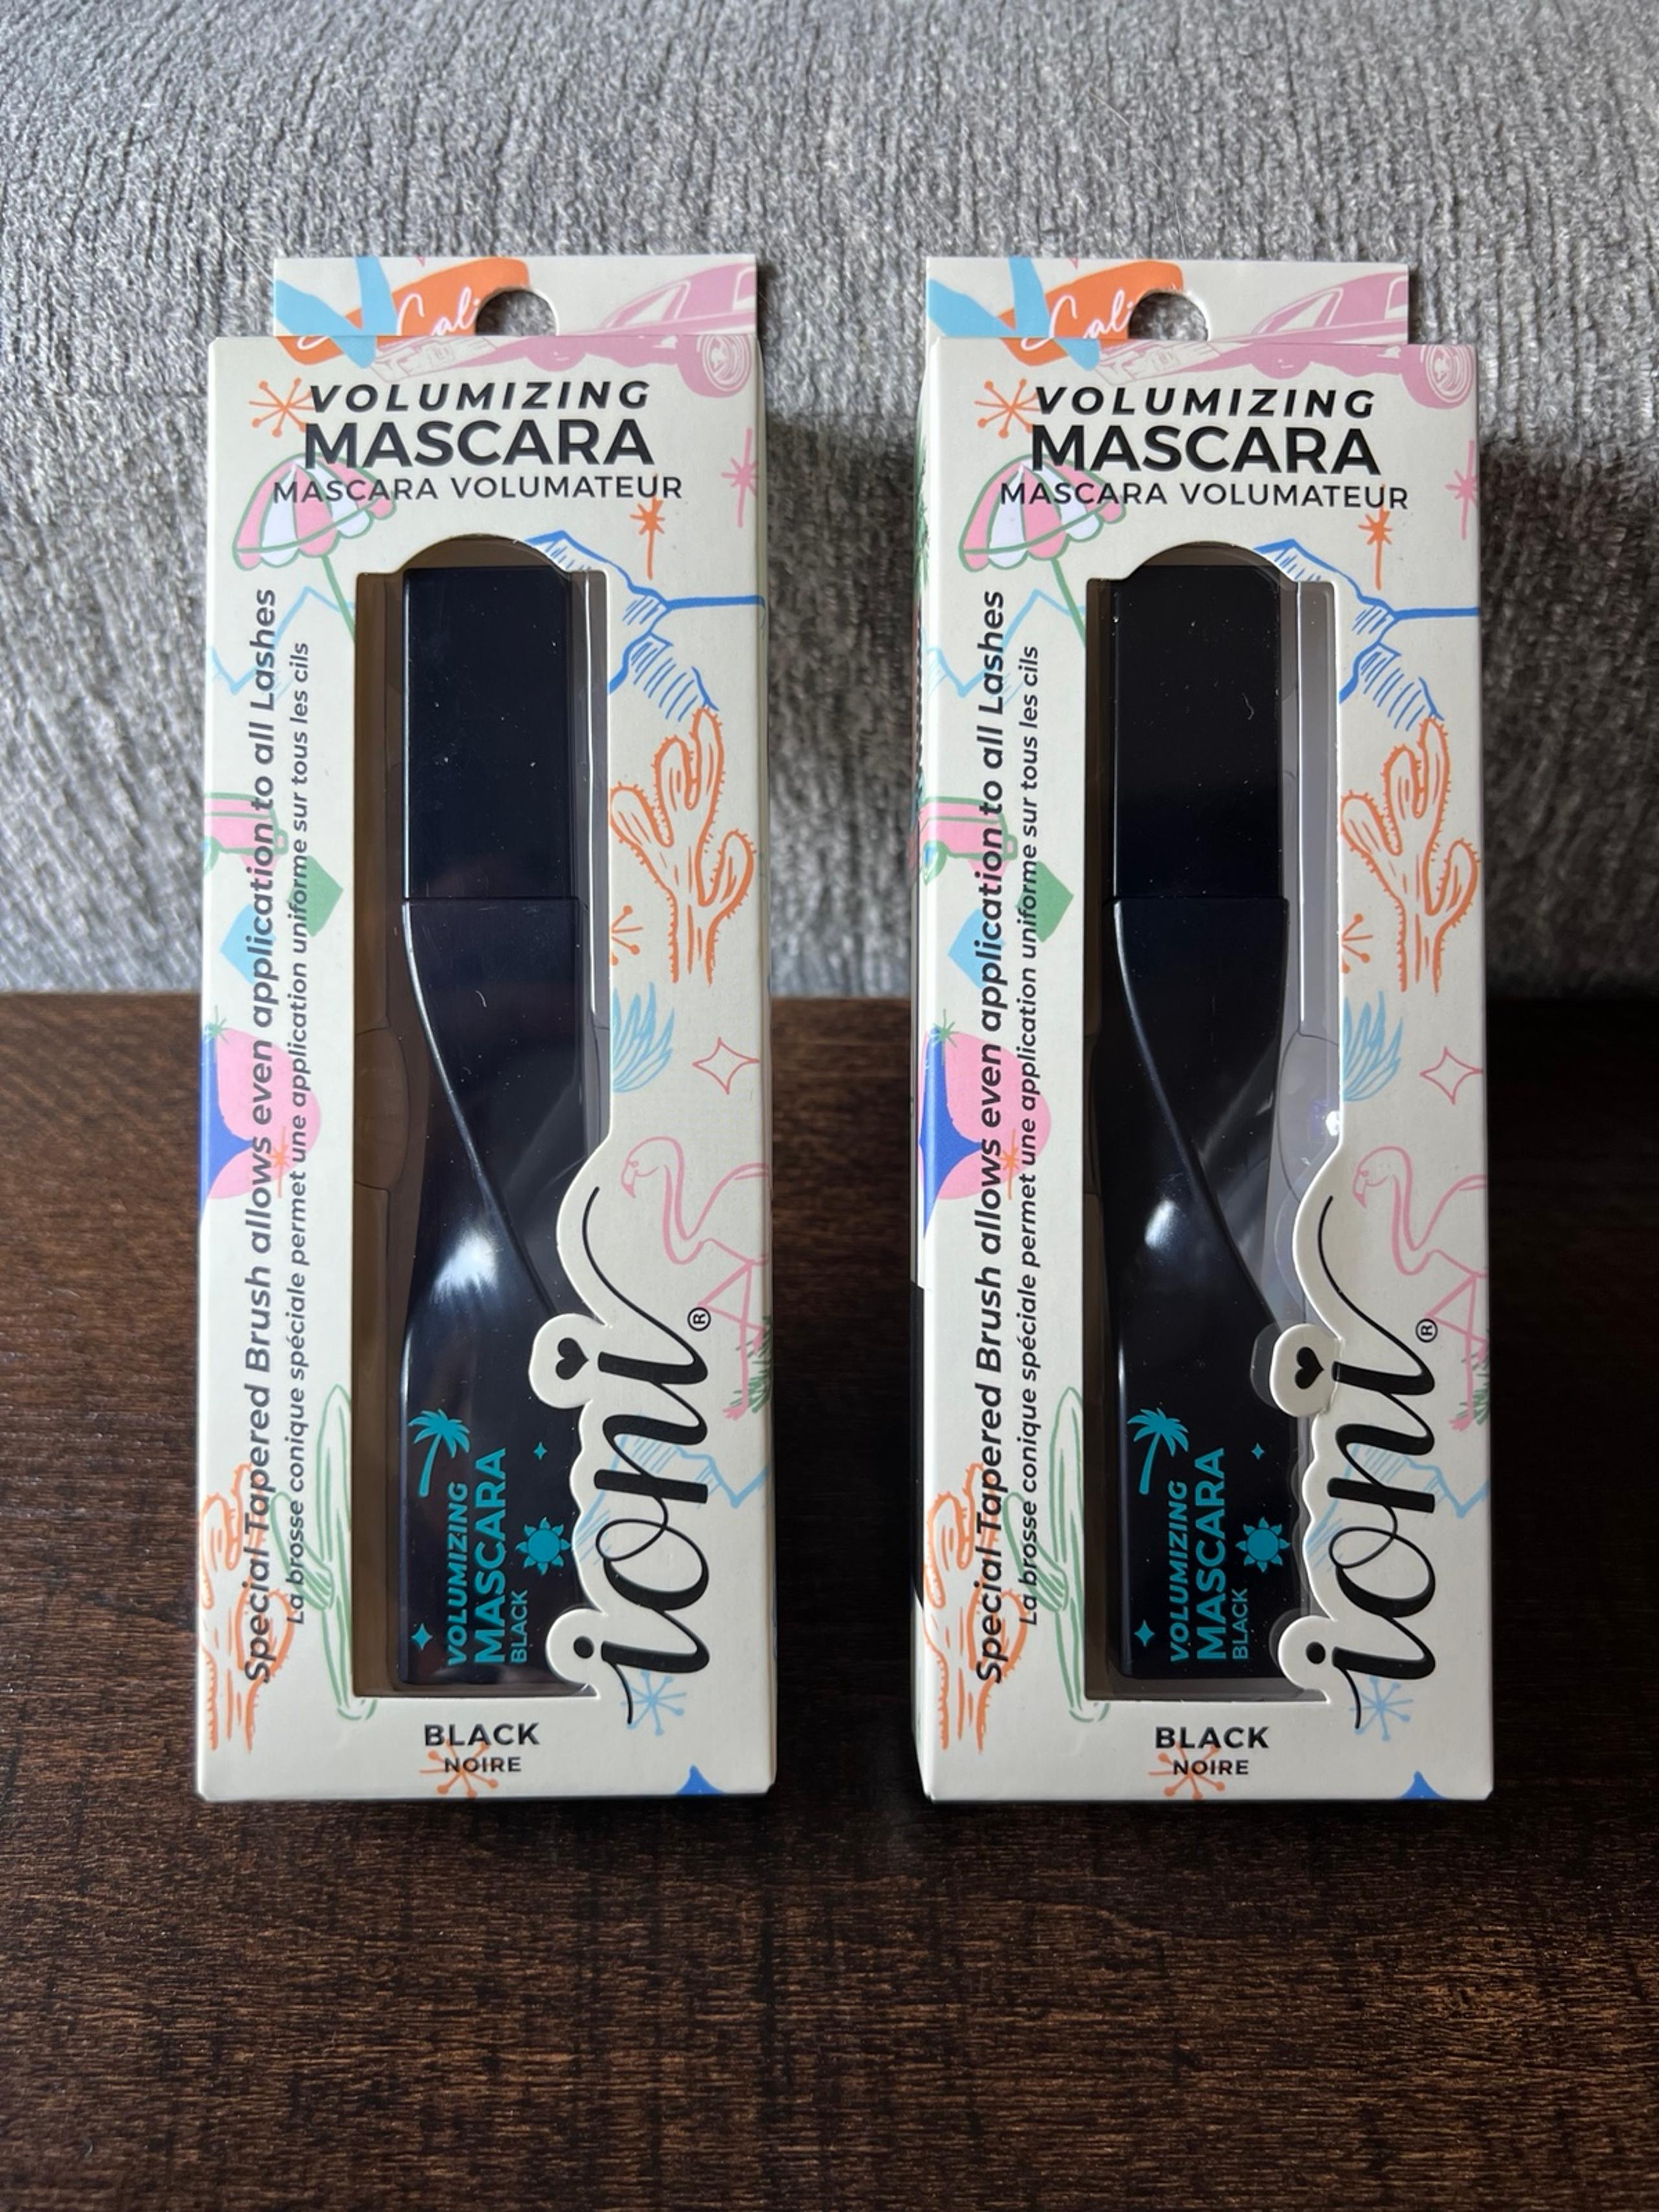 Cali
VOLUMIZING
MASCARA
MASCARA VOLUMATEUR
Special Tapered Brush allows even application to all Lashes
La brosse conique spéciale permet une application uniforme sur tous les cils
VOLUMIZING
MASCARA
BLACK
ioni®
BLACK
NOIRE
Cali
VOLUMIZING
MASCARA
MASCARA VOLUMATEUR
Special Tapered Brush allows even application to all Lashes
La brosse conique spéciale permet une application uniforme sur tous les cils
VOLUMIZING
MASCARA
BLACK
ioni®
BLACK
NOIRE